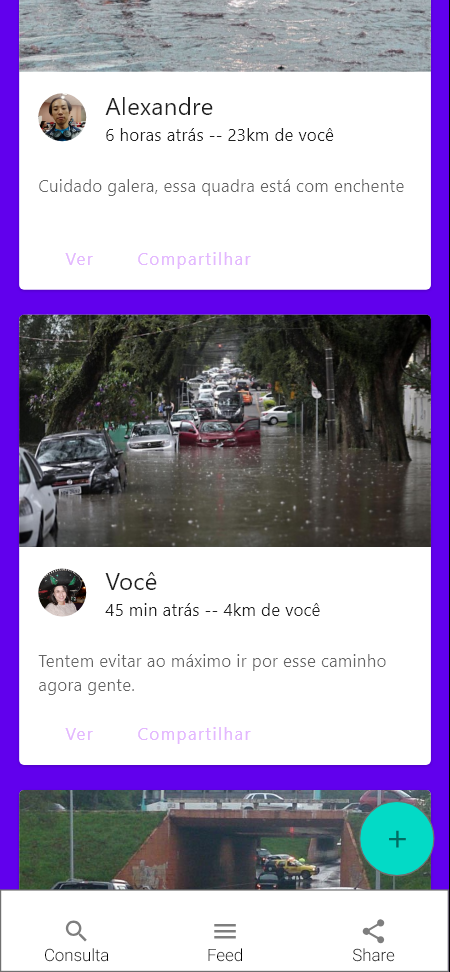 Alexandre
6 horas atrás -- 23km de você
Cuidado galera, essa quadra está com enchente
Ver Compartilhar
Você
45 min atrás -- 4km de você
Tentem evitar ao máximo ir por esse caminho
agora gente.
Ver Compartilhar
+
Consulta Feed Share